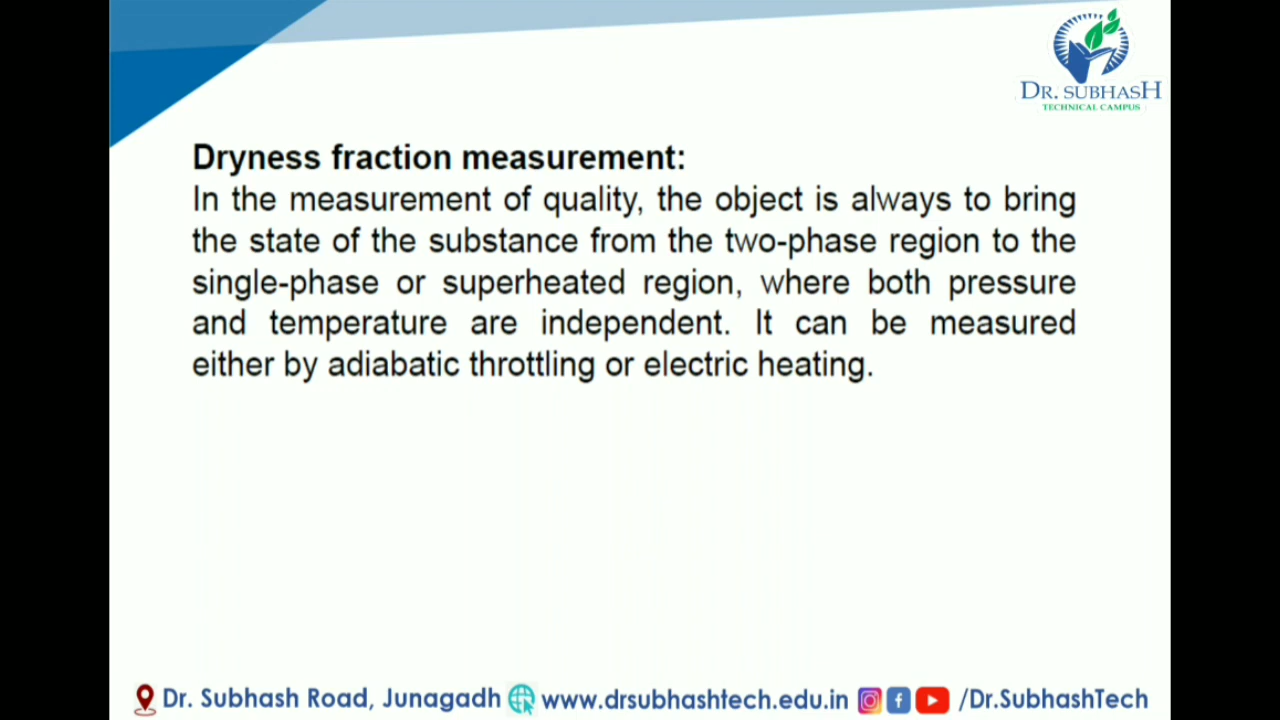 DR. SUBHASH
TECHNICAL CAMPUS
Dryness fraction measurement:
In the measurement of quality, the object is always to bring
the state of the substance from the two-phase region to the
single-phase or superheated region, where both pressure
and temperature are independent. It can be measured
either by adiabatic throttling or electric heating.
Dr. Subhash Road, Junagadh www.drsubhashtech.edu.in /Dr.SubhashTech